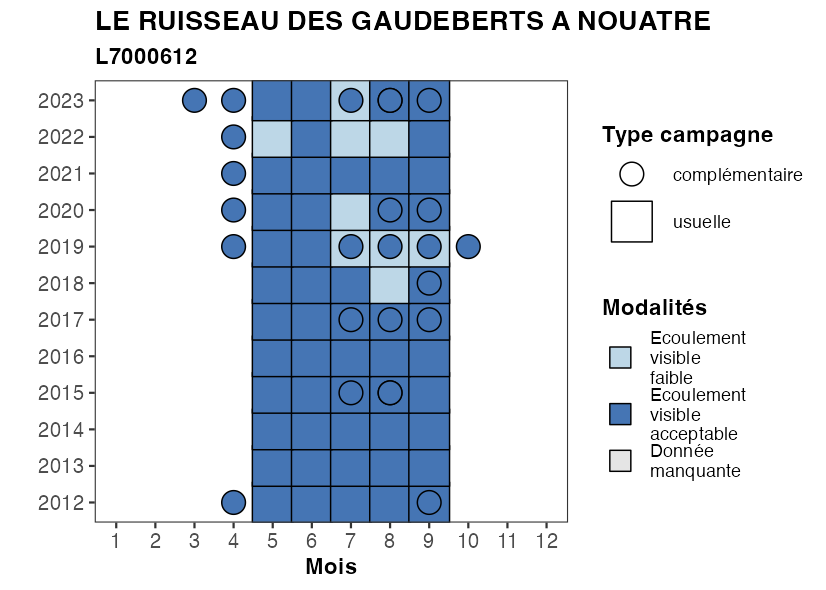 LE RUISSEAU DES GAUDEBERTS A NOUATRE
L7000612
2023
2022
2021
2020
2019
2018
2017
2016
2015
2014
2013
2012
1 2 3 4 5 6 7 8 9 10 11 12
Mois
Type campagne
complémentaire
usuelle
Modalités
Ecoulement
visible
faible
Ecoulement
visible
acceptable
Donnée
manquante